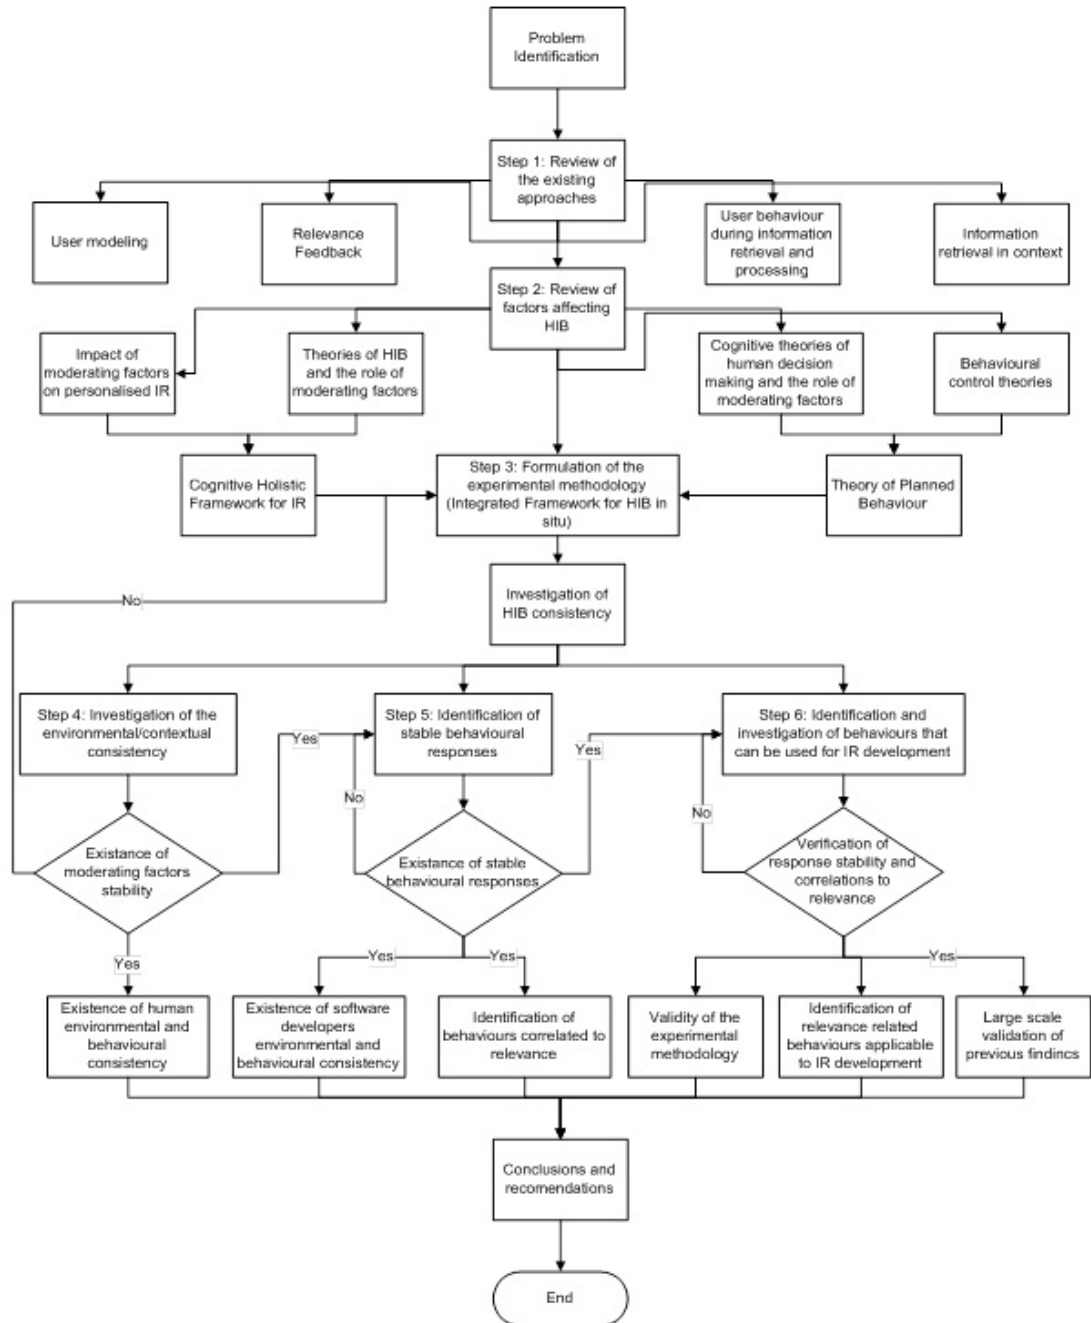 Problem
Identification
Step 1: Review of
the existing
approaches
User modeling
Relevance
Feedback
User behaviour
during information
retrieval and
processing
Information
retrieval in context
Step 2: Review of
factors affecting
HIB
Impact of
moderating factors
on personalised IR
Theories of HIB
and the role of
moderating factors
Cognitive theories
of human decision
making and the role
of moderating
factors
Behavioural
control theories
Cognitive Holistic
Framework for IR
Step 3: Formulation of the
experimental methodology
(Integrated Framework for HIB in
situ)
Theory of Planned
Behaviour
Investigation of
HIB consistency
No
Step 4: Investigation of the
environmental/contextual
consistency
Yes
Step 5: Identification of
stable behavioural
responses
Yes
Step 6: Identification and
investigation of behaviours that
can be used for IR development
No
No
Existance of
moderating factors
stability
Existance of stable
behavioural responses
Verification of
response stability and
correlations to
relevance
Yes
Yes
Yes
Yes
Existence of human
environmental and
behavioural
consistency
Existence of software
developers
environmental and
behavioural consistency
Identification of
behaviours correlated to
relevance
Validity of the
experimental
methodology
Identification of
relevance related
behaviours applicable
to IR development
Large scale
validation of
previous findincs
Conclusions and
recomendations
End